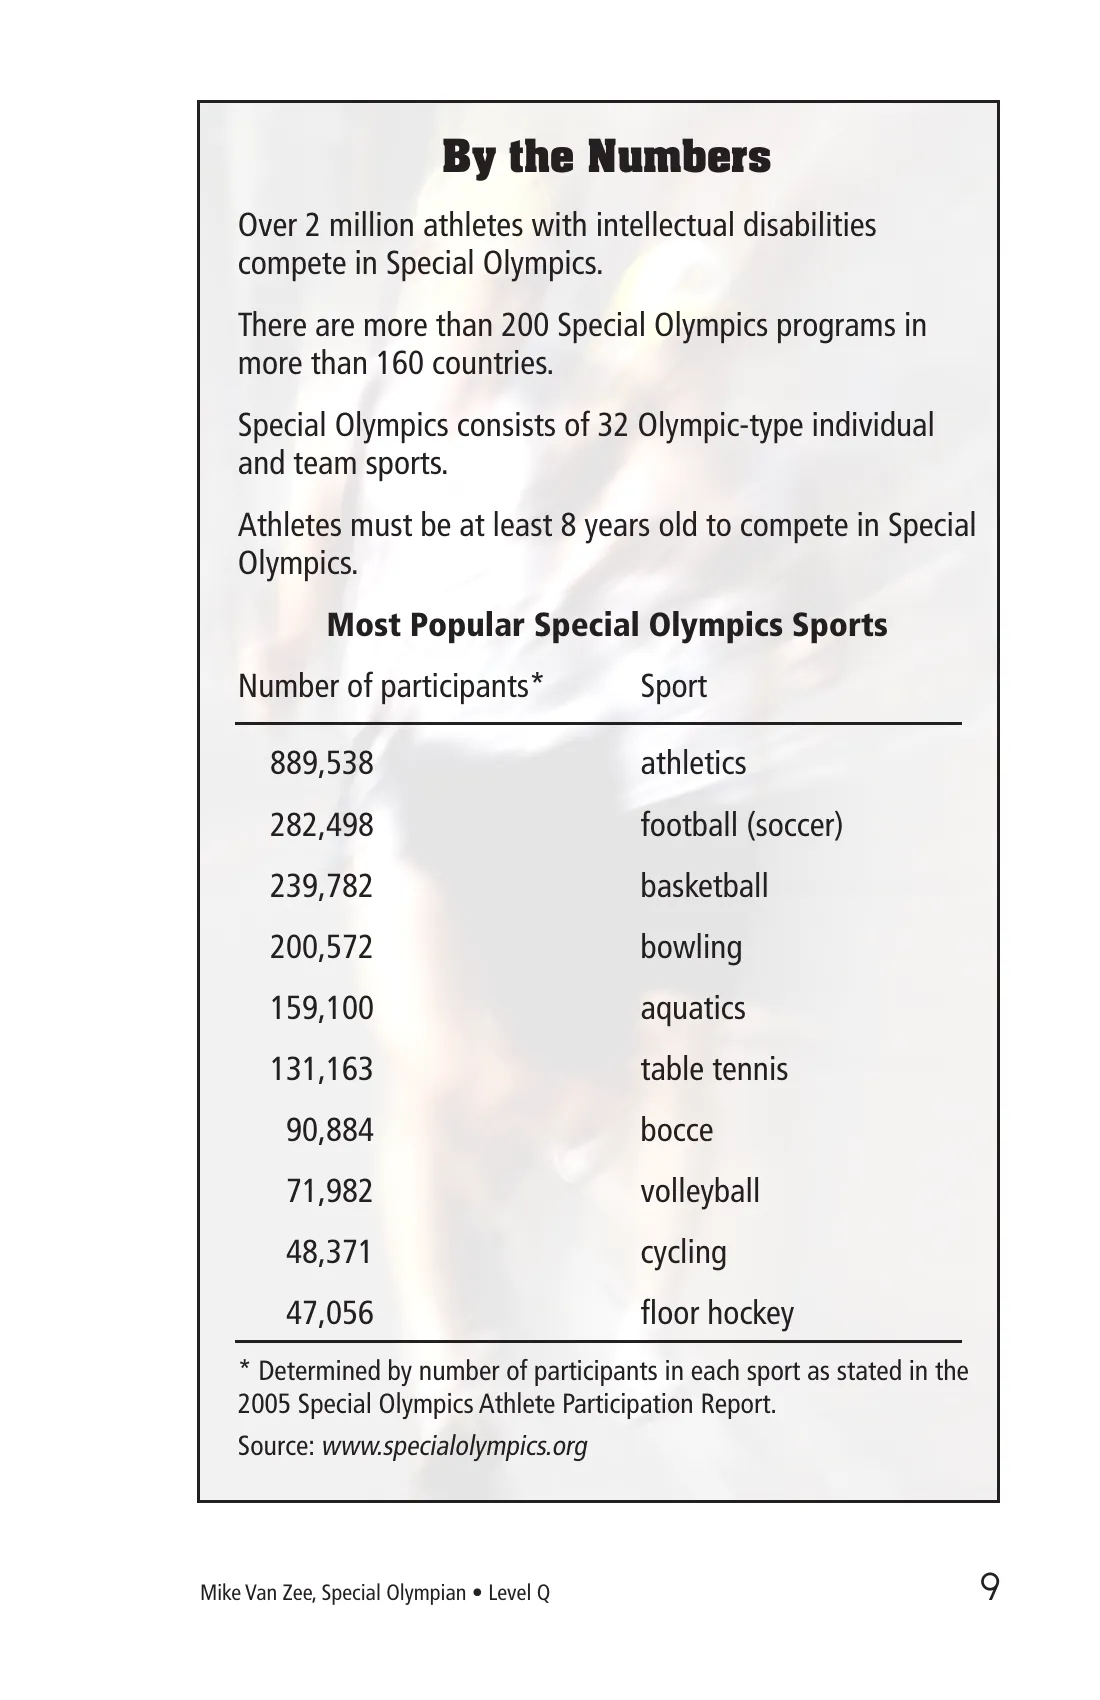 By the Numbers
Over 2 million athletes with intellectual disabilities
compete in Special Olympics.
There are more than 200 Special Olympics programs in
more than 160 countries.
Special Olympics consists of 32 Olympic-type individual
and team sports.
Athletes must be at least 8 years old to compete in Special
Olympics.
Most Popular Special Olympics Sports
Number of participants* Sport
889,538 athletics
282,498 football (soccer)
239,782 basketball
200,572 bowling
159,100 aquatics
131,163 table tennis
90,884 bocce
71,982 volleyball
48,371 cycling
47,056 floor hockey
* Determined by number of participants in each sport as stated in the
2005 Special Olympics Athlete Participation Report.
Source: www.specialolympics.org
Mike Van Zee, Special Olympian • Level Q 9